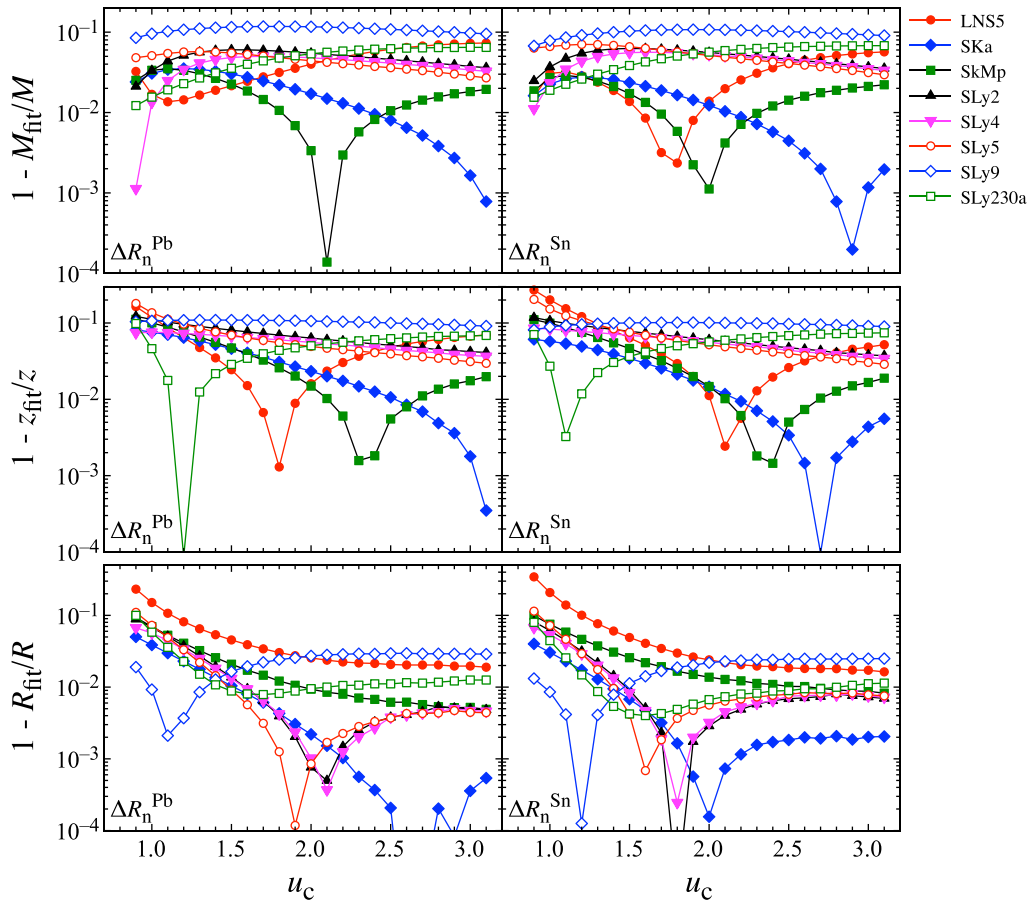 1 - M_fit/M
10⁻¹
10⁻²
10⁻³
10⁻⁴
ΔR_n^Pb
ΔR_n^Sn
LNS5
SKa
SkMp
SLy2
SLy4
SLy5
SLy9
SLy230a
1 - z_fit/z
10⁻¹
10⁻²
10⁻³
10⁻⁴
ΔR_n^Pb
ΔR_n^Sn
1 - R_fit/R
10⁻¹
10⁻²
10⁻³
10⁻⁴
ΔR_n^Pb
ΔR_n^Sn
1.0 1.5 2.0 2.5 3.0 1.0 1.5 2.0 2.5 3.0
u_c u_c